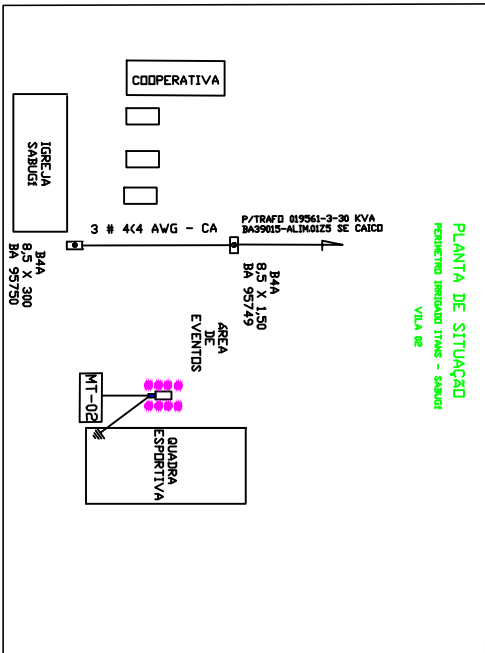 PLANTA DE SITUAÇÃO
PERIMETRO IRRIGADO ITANS - SABUGI
VILA 02
COOPERATIVA
IGREJA
SABUGI
3 # 4(4 AWG - CA
P/TRAFO 019561-3-30 KVA
BA39015-ALIM.01Z5 SE CAICO
B4A
8,5 X 300
BA 95750
B4A
8,5 X 1,50
BA 95749
AREA
DE
EVENTOS
MT-02
QUADRA
ESPORTIVA